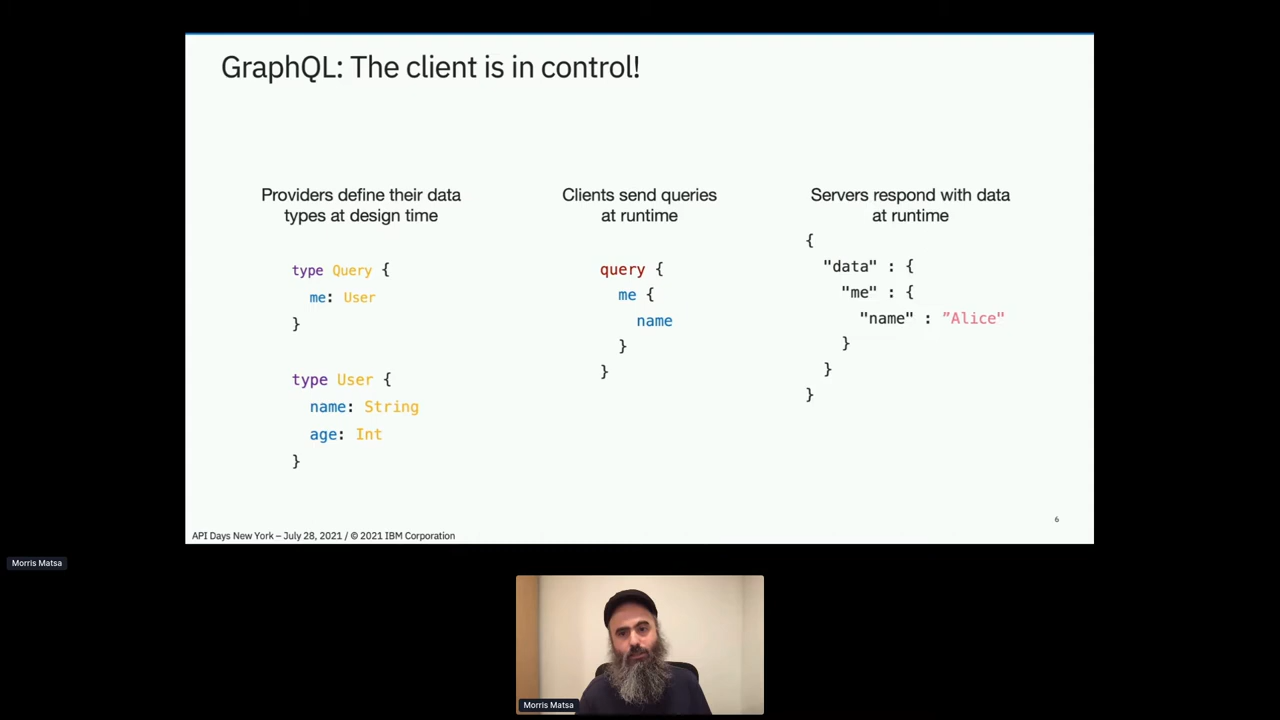 GraphQL: The client is in control!
Providers define their data
types at design time
type Query {
me: User
}
type User {
name: String
age: Int
}
Clients send queries
at runtime
query {
me {
name
}
}
Servers respond with data
at runtime
{
"data" : {
"me" : {
"name" : ”Alice"
}
}
}
6
API Days New York – July 28, 2021 / © 2021 IBM Corporation
Morris Matsa
Morris Matsa